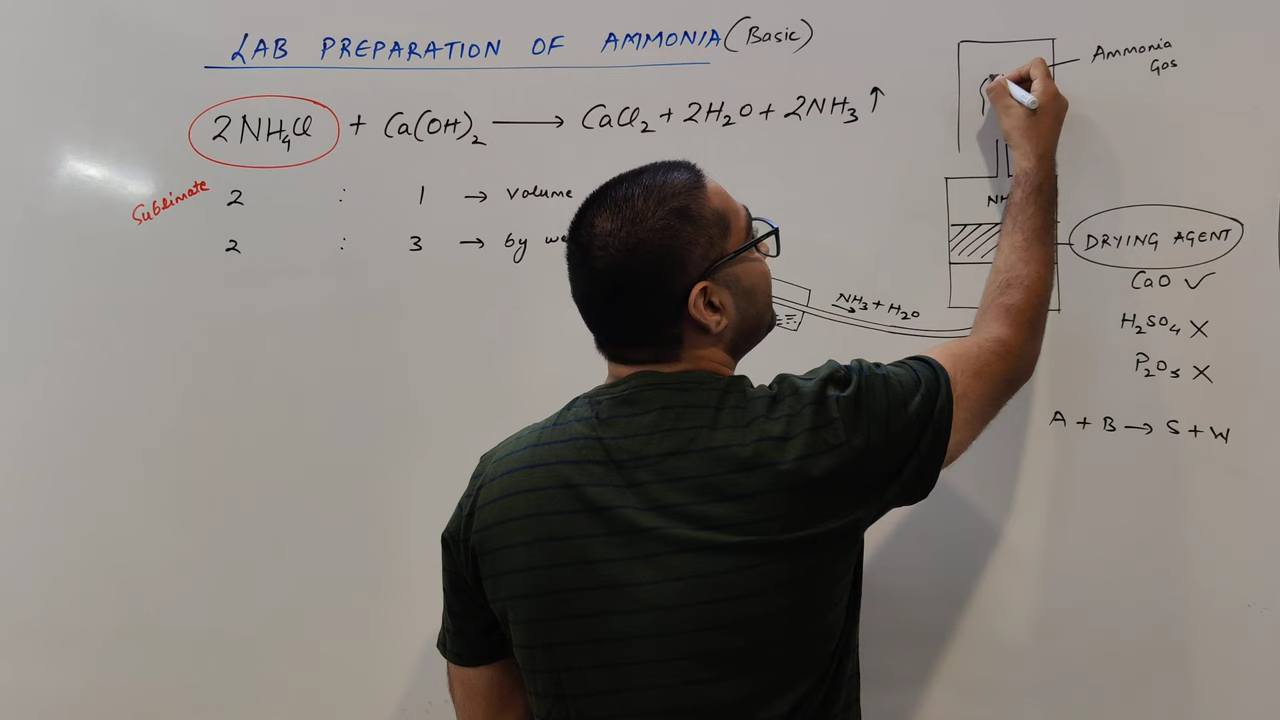 LAB PREPARATION OF AMMONIA (Basic)
2NH₄Cl + Ca(OH)₂ → CaCl₂ + 2H₂O + 2NH₃ ↑
Sublimate
2 : 1 → volume
2 : 3 → by
Ammonia
Gas
DRYING AGENT
CaO ✓
H₂SO₄ X
P₂O₅ X
NH₃ + H₂O
A + B → S + W